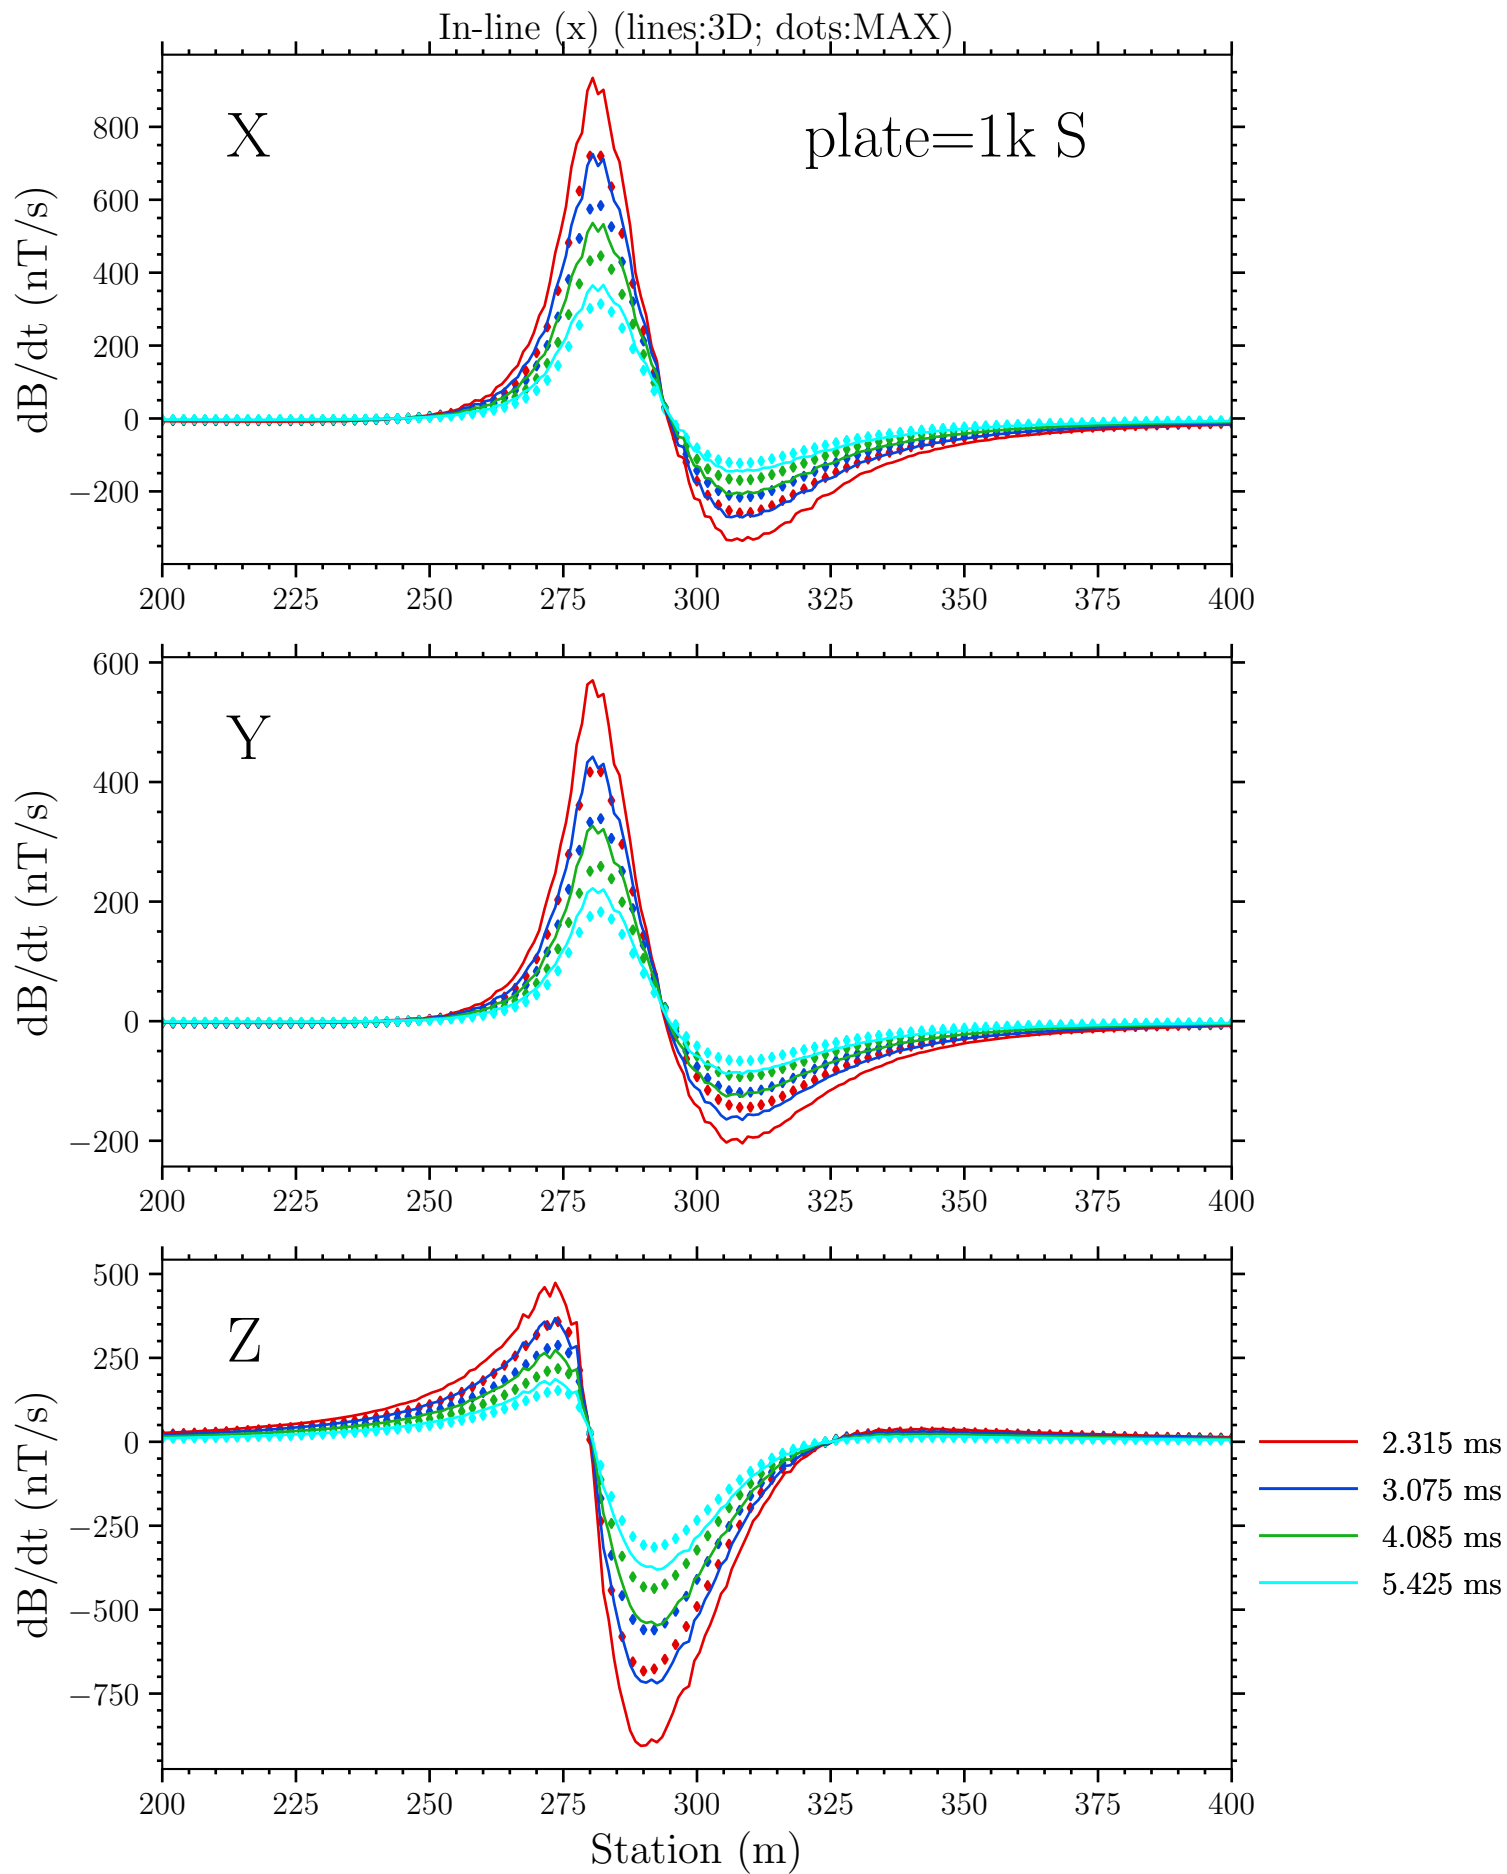 In-line (x) (lines:3D; dots:MAX)
X
plate=1k S
dB/dt (nT/s)
800
600
400
200
0
−200
200 225 250 275 300 325 350 375 400
Y
dB/dt (nT/s)
600
400
200
0
−200
200 225 250 275 300 325 350 375 400
Z
dB/dt (nT/s)
500
250
0
−250
−500
−750
200 225 250 275 300 325 350 375 400
Station (m)
2.315 ms
3.075 ms
4.085 ms
5.425 ms